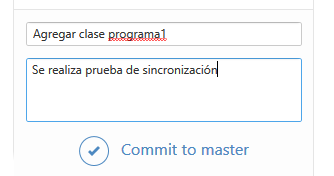 Agregar clase programa1
Se realiza prueba de sincronización
Commit to master